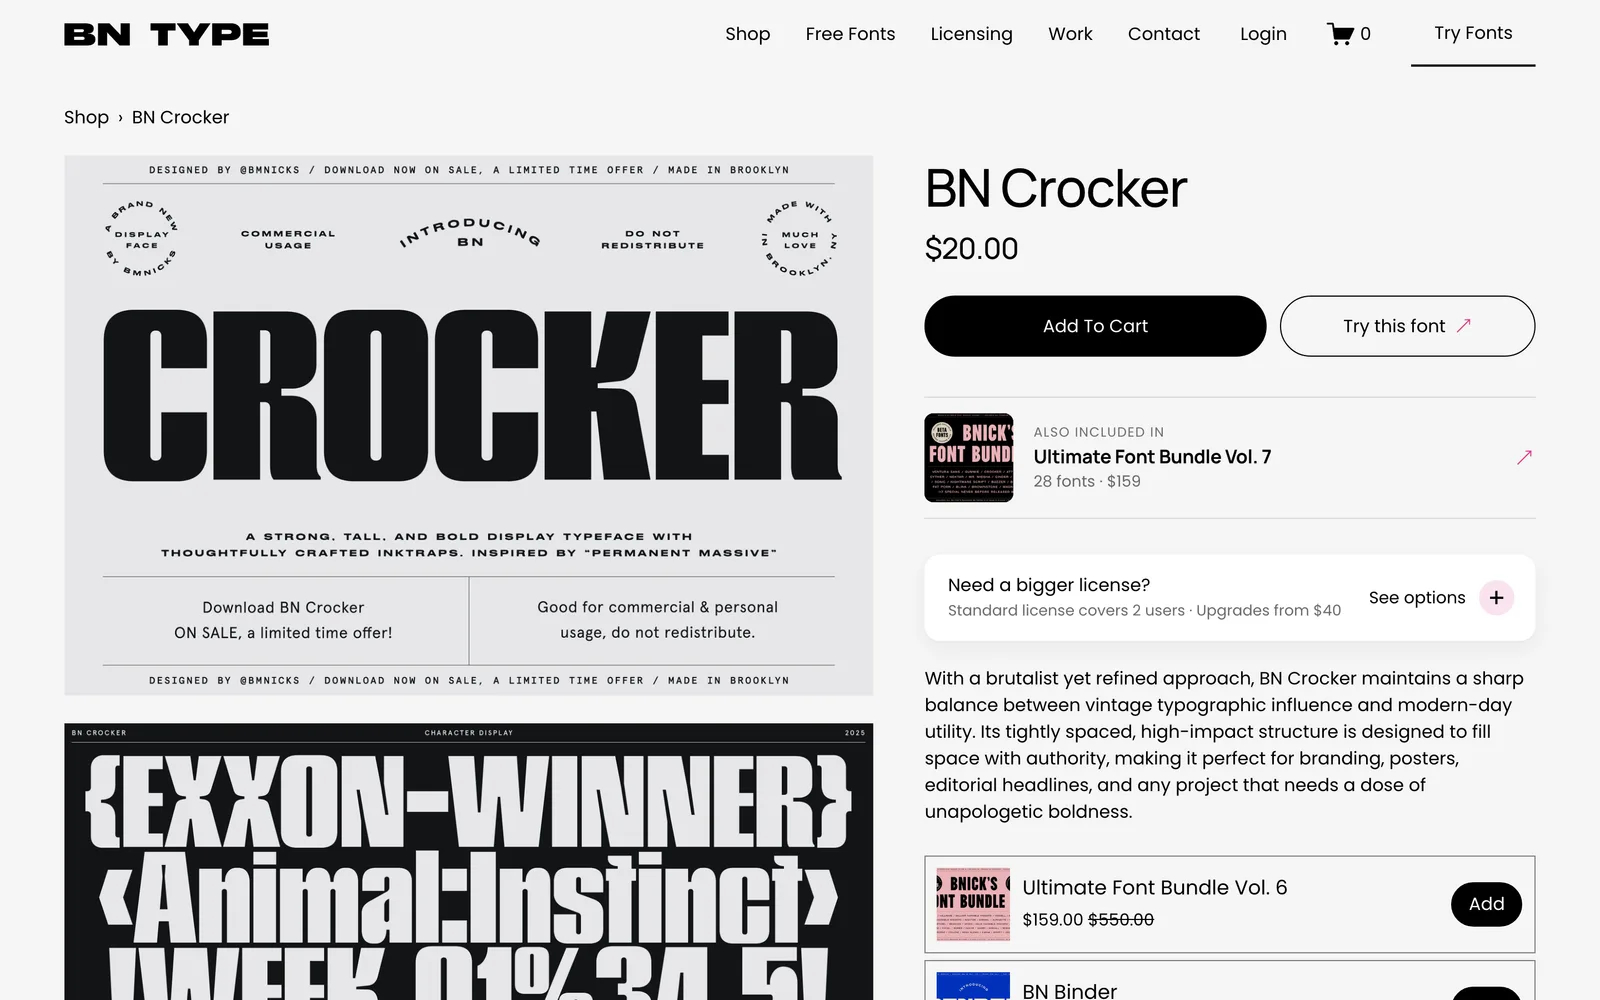 BN TYPE
Shop Free Fonts Licensing Work Contact Login 0 Try Fonts
Shop › BN Crocker
DESIGNED BY @BMNICKS / DOWNLOAD NOW ON SALE, A LIMITED TIME OFFER / MADE IN BROOKLYN
A BRAND NEW
DISPLAY
FACE
BY BMNICKS
COMMERCIAL
USAGE
INTRODUCING
BN
DO NOT
REDISTRIBUTE
MADE WITH
MUCH
LOVE
IN BROOKLYN, NY
CROCKER
A STRONG, TALL, AND BOLD DISPLAY TYPEFACE WITH
THOUGHTFULLY CRAFTED INKTRAPS. INSPIRED BY "PERMANENT MASSIVE"
Download BN Crocker
ON SALE, a limited time offer!
Good for commercial & personal
usage, do not redistribute.
DESIGNED BY @BMNICKS / DOWNLOAD NOW ON SALE, A LIMITED TIME OFFER / MADE IN BROOKLYN
BN CROCKER CHARACTER DISPLAY 2025
{EXXON-WINNER}
‹Animal:Instinct›
!WEEK 01%34.5!
BN Crocker
$20.00
Add To Cart
Try this font
BNICK'S
FONT BUNDL
ALSO INCLUDED IN
Ultimate Font Bundle Vol. 7
28 fonts · $159
Need a bigger license?
Standard license covers 2 users · Upgrades from $40
See options +
With a brutalist yet refined approach, BN Crocker maintains a sharp
balance between vintage typographic influence and modern-day
utility. Its tightly spaced, high-impact structure is designed to fill
space with authority, making it perfect for branding, posters,
editorial headlines, and any project that needs a dose of
unapologetic boldness.
BNICK'S
NT BUNDLE
Ultimate Font Bundle Vol. 6
$159.00 $550.00
Add
INTRODUCING
BN Binder